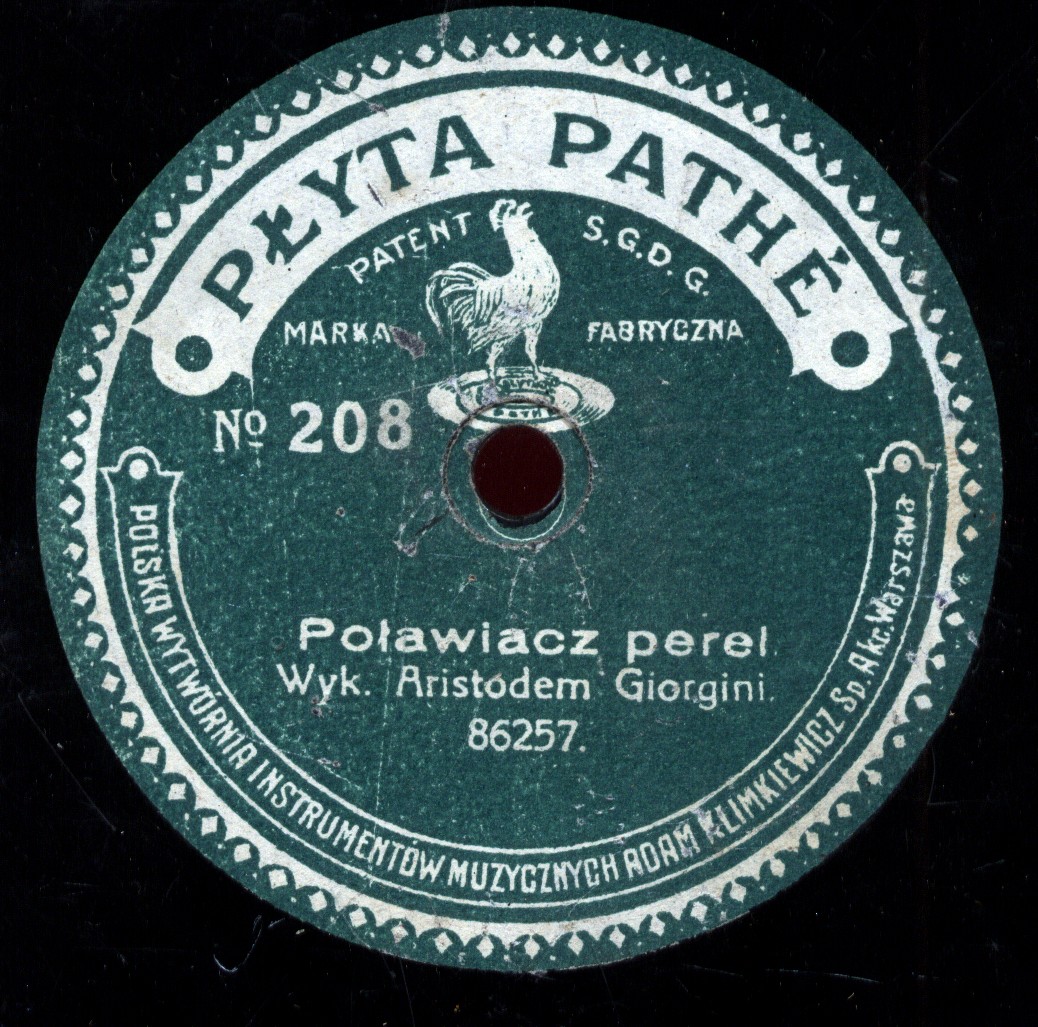 PŁYTA PATHÉ
PATENT S.G.D.G.
MARKA FABRYCZNA
Nº 208
Poławiacz pereł.
Wyk. Aristodem Giorgini.
86257.
POLSKA WYTWÓRNIA INSTRUMENTÓW MUZYCZNYCH ADAM KLIMKIEWICZ Sp. Akc. Warszawa